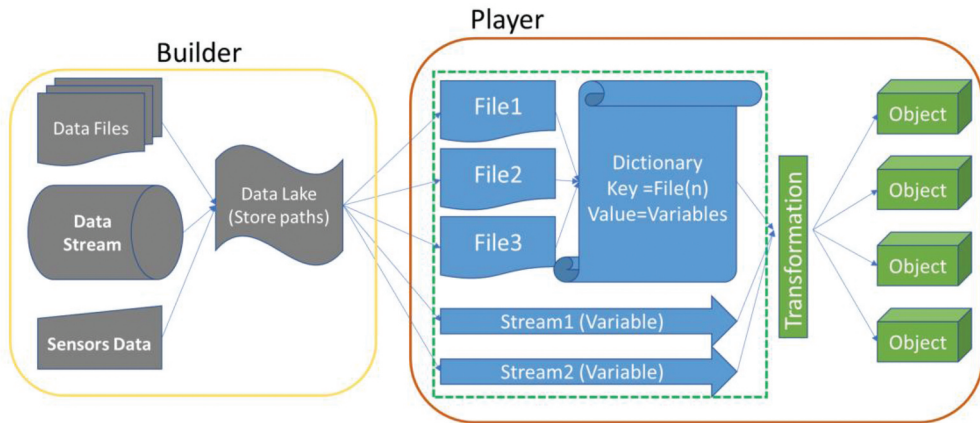 Builder
Player
Data Files
Data
Stream
Sensors Data
Data Lake
(Store paths)
File1
File2
File3
Dictionary
Key =File(n)
Value=Variables
Stream1 (Variable)
Stream2 (Variable)
Transformation
Object
Object
Object
Object